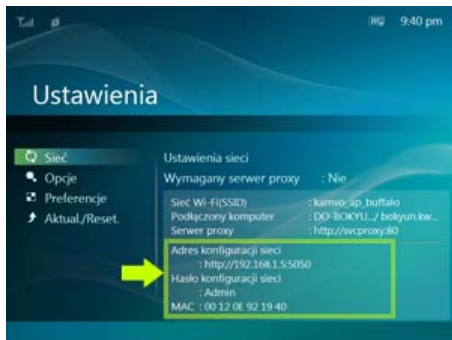 9:40 pm
Ustawienia
Sieć
Opcje
Preferencje
Aktual./Reset.
Ustawienia sieci
Wymagany serwer proxy : Nie
Sieć Wi-Fi(SSID) : kamvo_ap_buffalo
Podłączony komputer : DO-BOKYU.../ bokyun.kw...
Serwer proxy : http://svcproxy:80
Adres konfiguracji sieci
: http://192.168.1.5:5050
Hasło konfiguracji sieci
: Admin
MAC : 00 12 0E 92 19 40